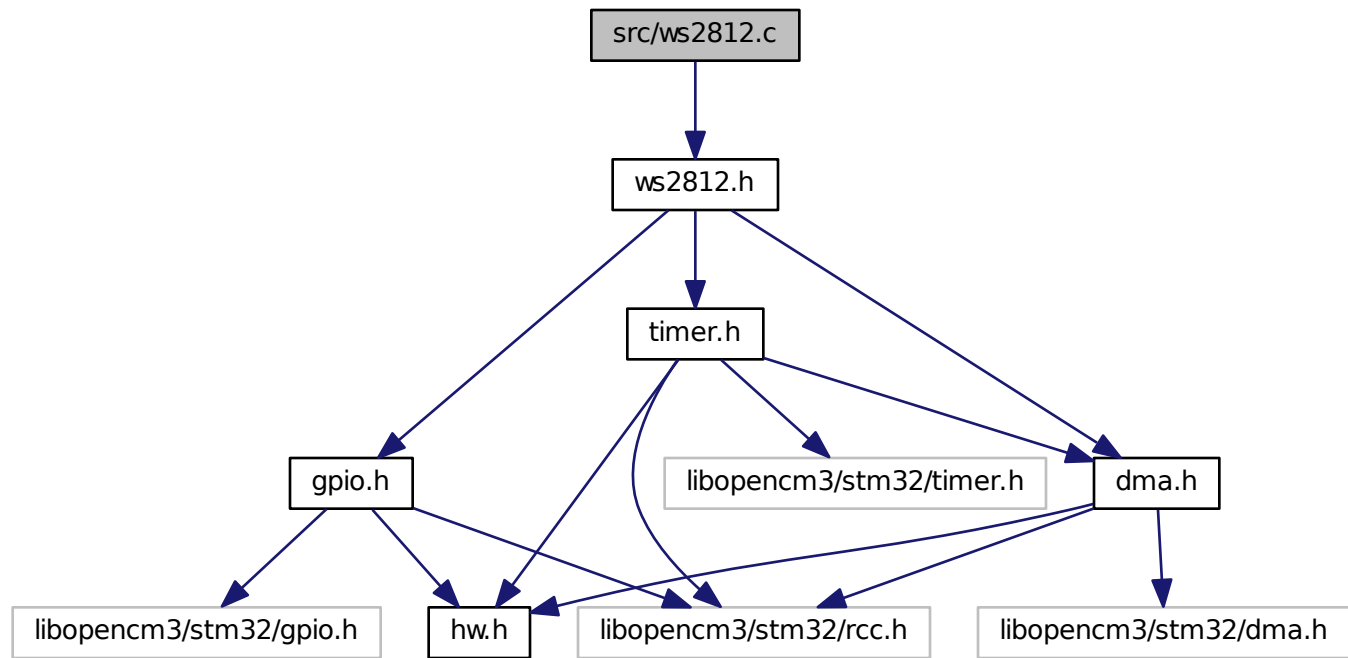 src/ws2812.c
ws2812.h
timer.h
gpio.h
libopencm3/stm32/timer.h
dma.h
libopencm3/stm32/gpio.h
hw.h
libopencm3/stm32/rcc.h
libopencm3/stm32/dma.h